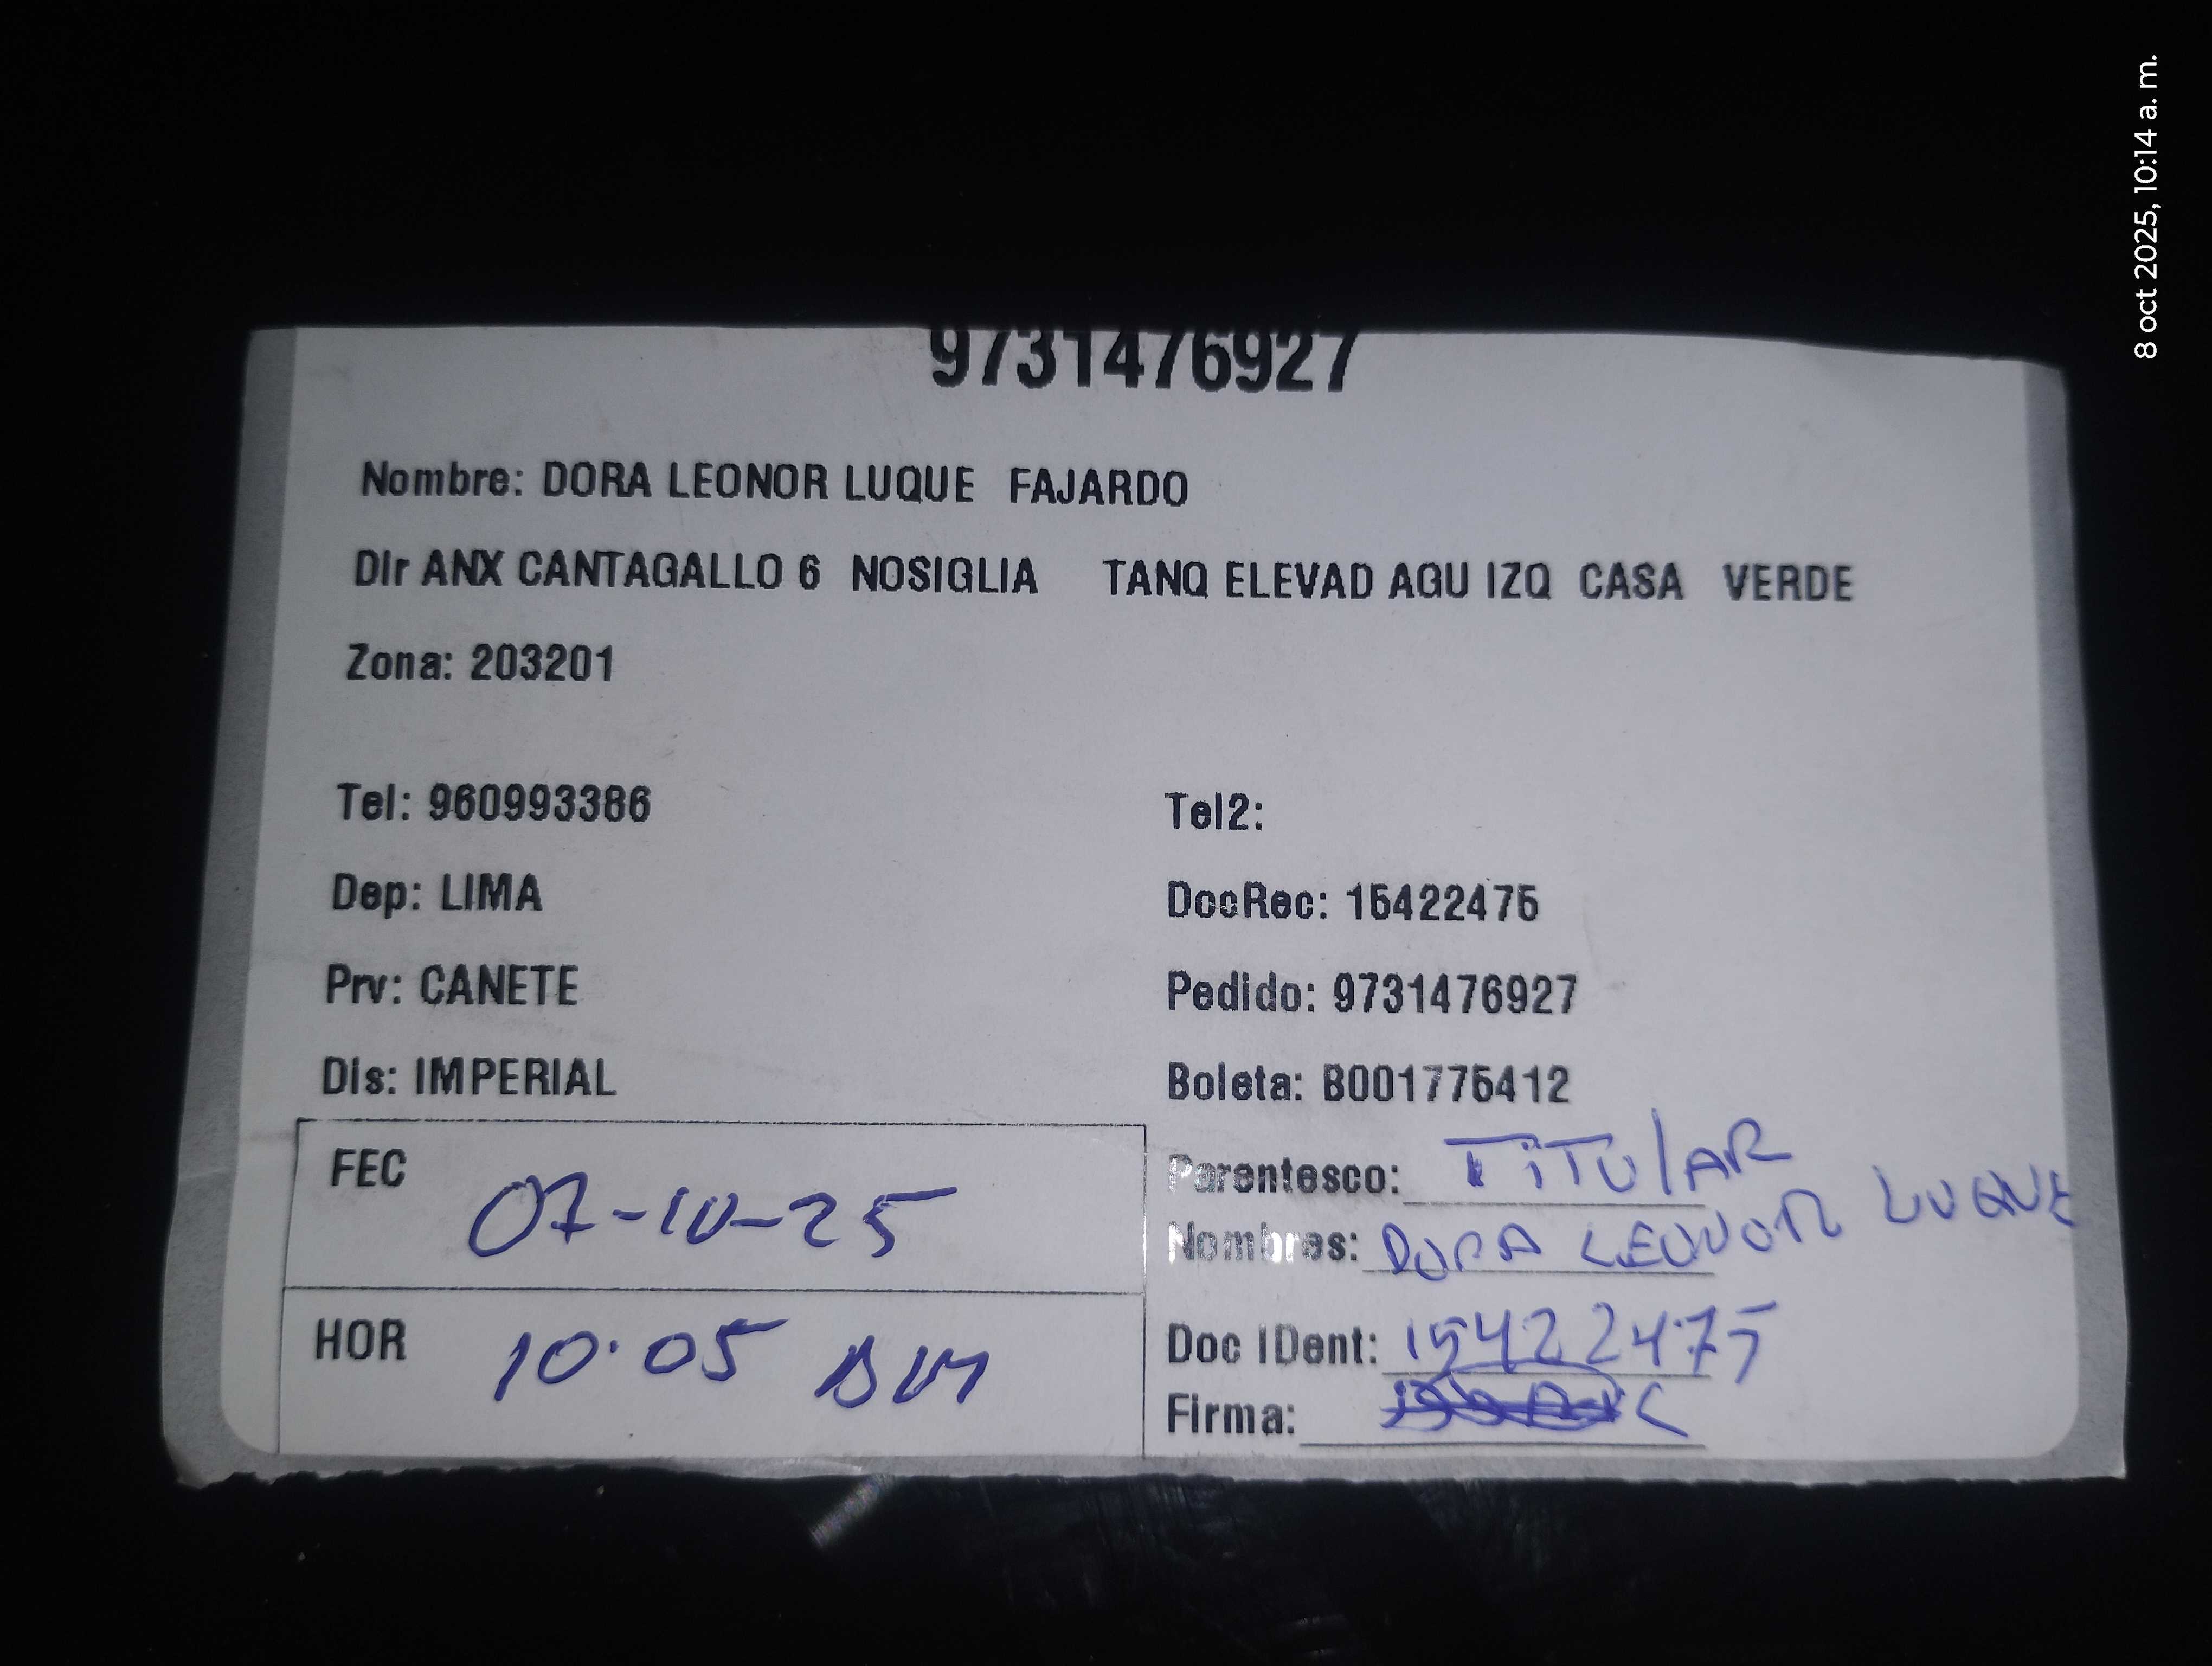 9731476927
Nombre: DORA LEONOR LUQUE FAJARDO
Dir ANX CANTAGALLO 6 NOSIGLIA TANQ ELEVAD AGU IZQ CASA VERDE
Zona: 203201
Tel: 960993386
Tel2:
Dep: LIMA
DocRec: 15422475
Prv: CANETE
Pedido: 9731476927
Dis: IMPERIAL
Boleta: B001775412
FEC 07-10-25
Parentesco: TiTUlAR
Nombres: DORA LEONOR LUQUE
HOR 10:05 AM
Doc IDent: 15422475
Firma:
8 oct 2025, 10:14 a. m.